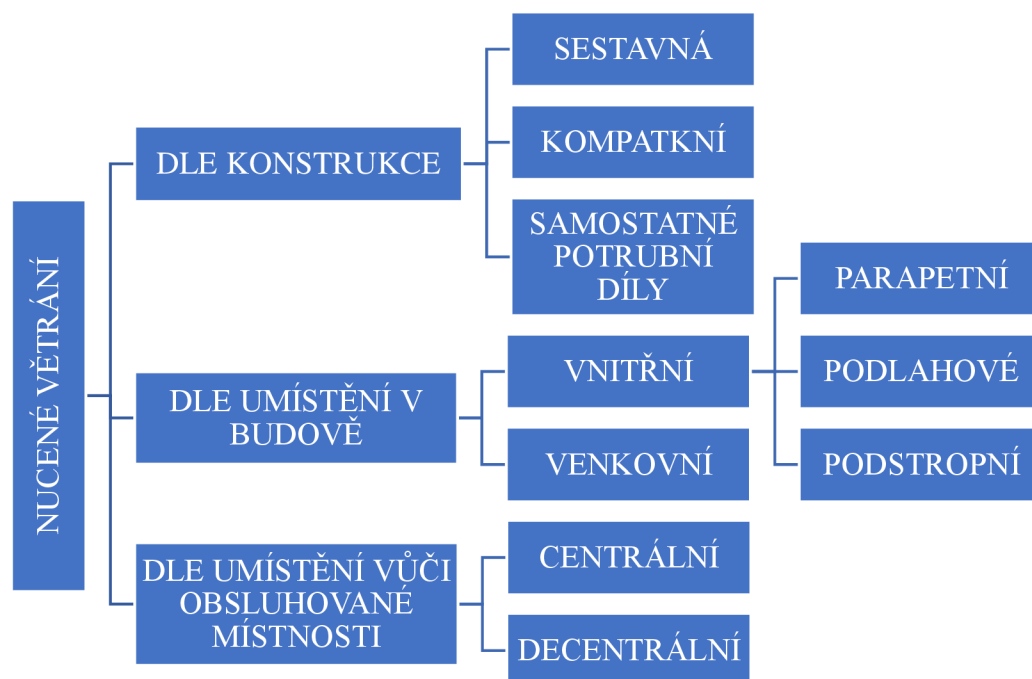 NUCENÉ VĚTRÁNÍ
DLE KONSTRUKCE
SESTAVNÁ
KOMPATKNÍ
SAMOSTATNÉ
POTRUBNÍ
DÍLY
DLE UMÍSTĚNÍ V
BUDOVĚ
VNITŘNÍ
PARAPETNÍ
PODLAHOVÉ
PODSTROPNÍ
VENKOVNÍ
DLE UMÍSTĚNÍ VŮČI
OBSLUHOVANÉ
MÍSTNOSTI
CENTRÁLNÍ
DECENTRÁLNÍ